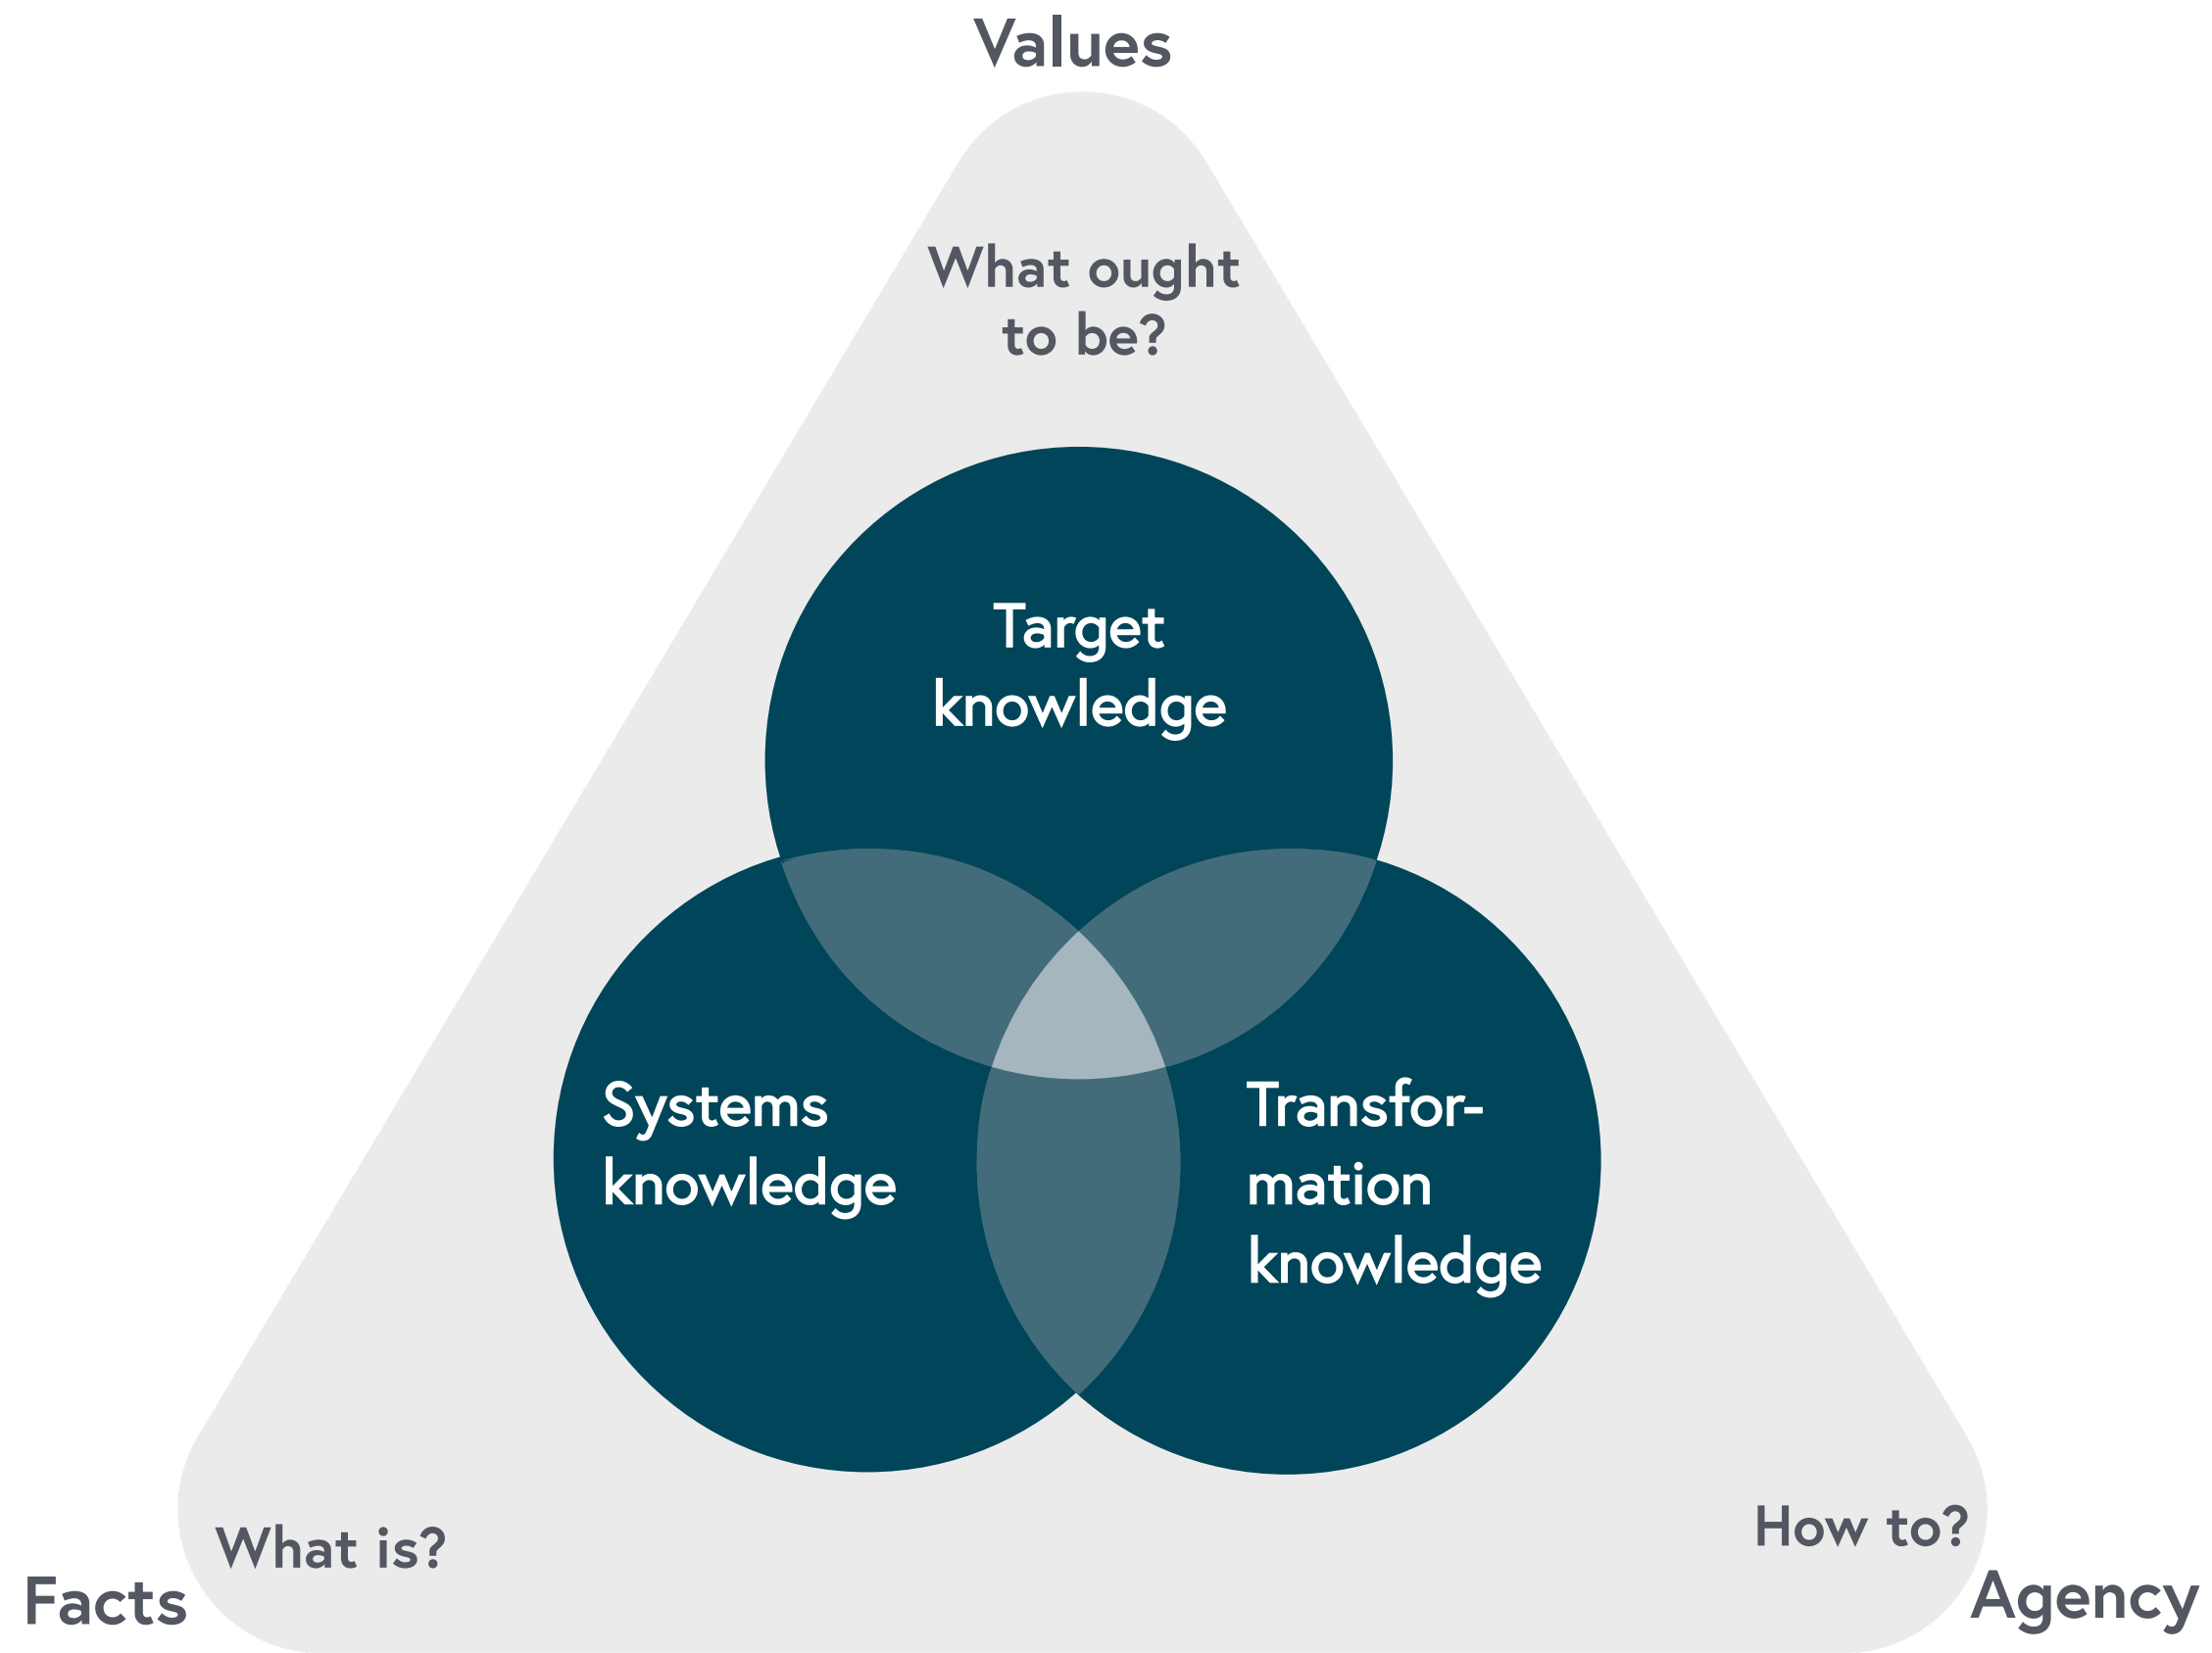 Values
What ought
to be?
Target
knowledge
Systems
knowledge
Transfor-
mation
knowledge
What is?
How to?
Facts
Agency